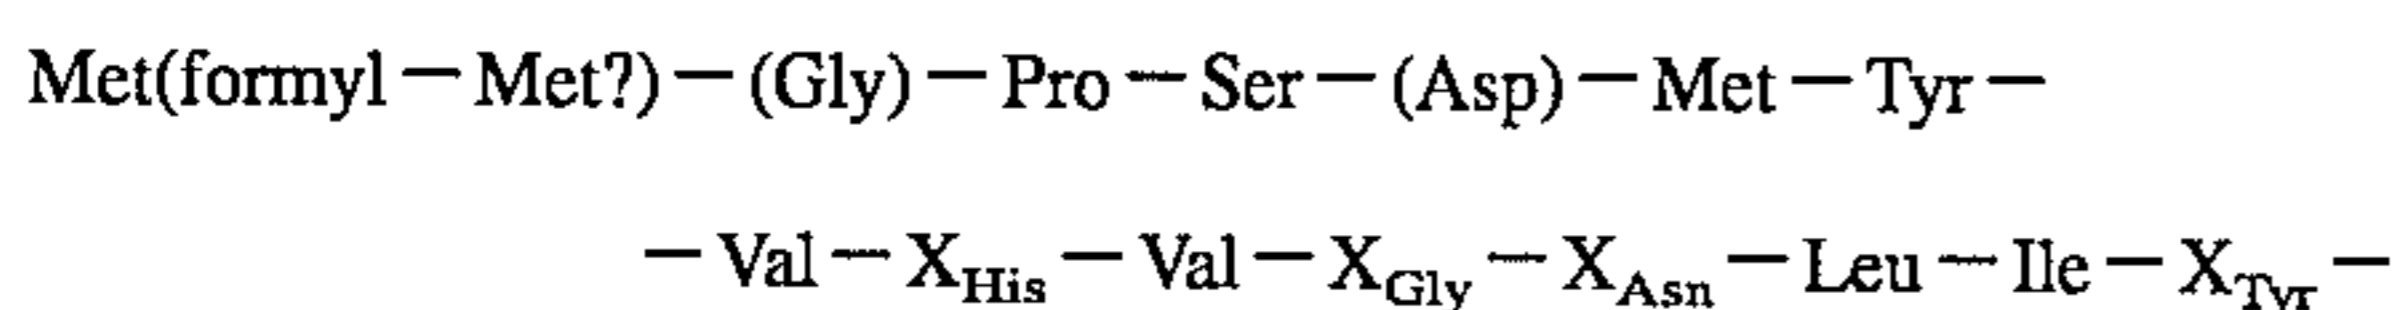 Met(formyl — Met?) — (Gly) — Pro — Ser — (Asp) — Met — Tyr —
— Val — X_His — Val — X_Gly — X_Asn — Leu — Ile — X_Tyr —